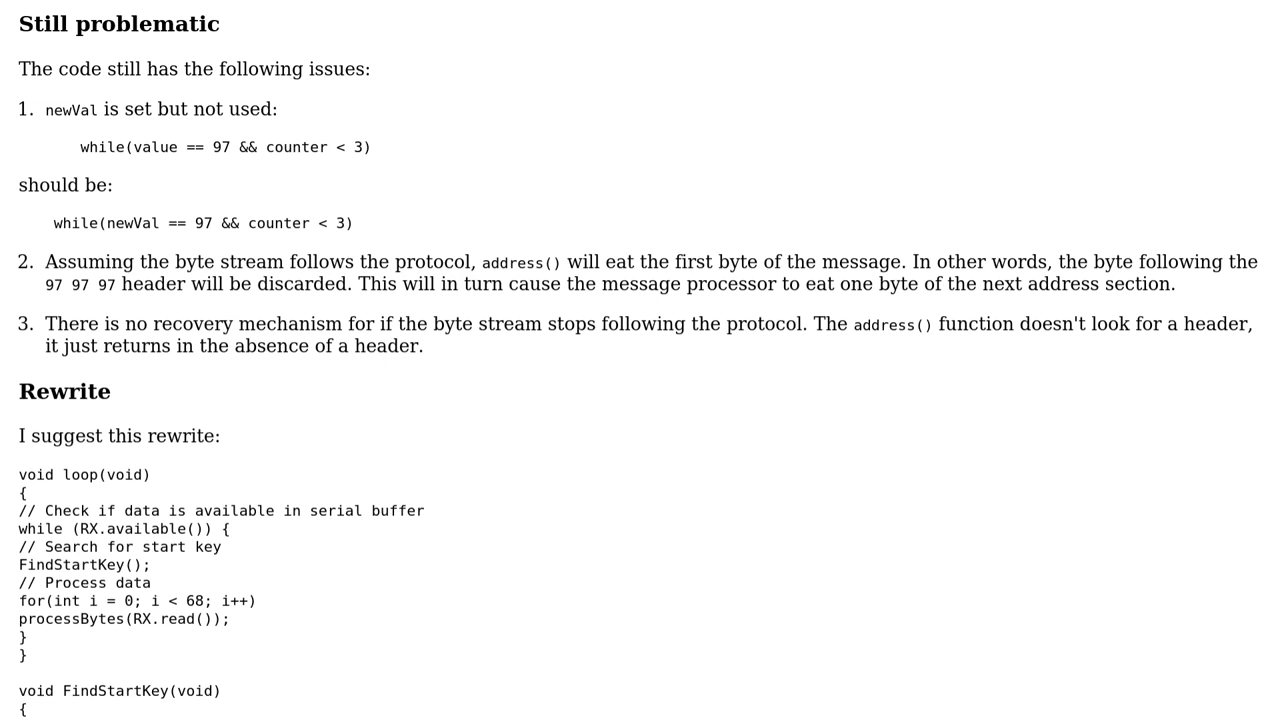 Still problematic
The code still has the following issues:
1. newVal is set but not used:
while(value == 97 && counter < 3)
should be:
while(newVal == 97 && counter < 3)
2. Assuming the byte stream follows the protocol, address() will eat the first byte of the message. In other words, the byte following the
97 97 97 header will be discarded. This will in turn cause the message processor to eat one byte of the next address section.
3. There is no recovery mechanism for if the byte stream stops following the protocol. The address() function doesn't look for a header,
it just returns in the absence of a header.
Rewrite
I suggest this rewrite:
void loop(void)
{
// Check if data is available in serial buffer
while (RX.available()) {
// Search for start key
FindStartKey();
// Process data
for(int i = 0; i < 68; i++)
processBytes(RX.read());
}
}
void FindStartKey(void)
{